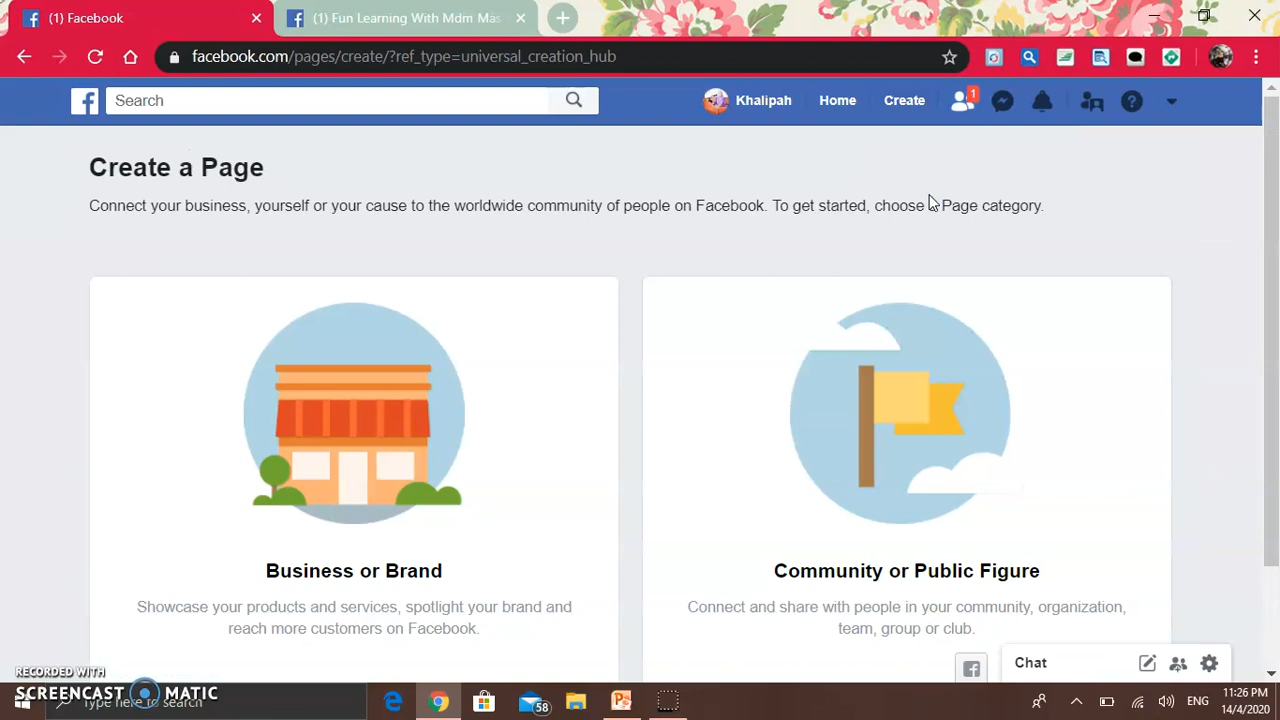 (1) Facebook
(1) Fun Learning With Mdm Mas
facebook.com/pages/create/?ref_type=universal_creation_hub
Search
Khalipah
Home
Create
1
Create a Page
Connect your business, yourself or your cause to the worldwide community of people on Facebook. To get started, choose Page category.
Business or Brand
Community or Public Figure
Showcase your products and services, spotlight your brand and
reach more customers on Facebook.
Connect and share with people in your community, organization,
team, group or club.
Chat
RECORDED WITH
SCREENCAST MATIC
Type here to search
58
ENG
11:26 PM
14/4/2020